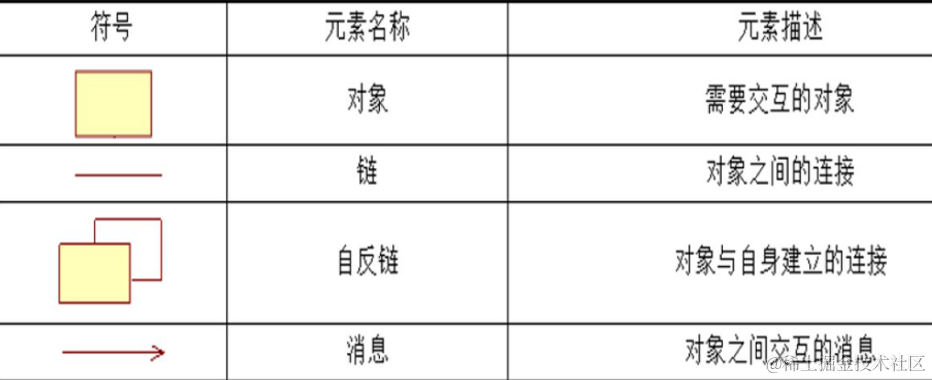 符号 元素名称 元素描述
对象 需要交互的对象
链 对象之间的连接
自反链 对象与自身建立的连接
消息 对象之间交互的消息
@稀土掘金技术社区